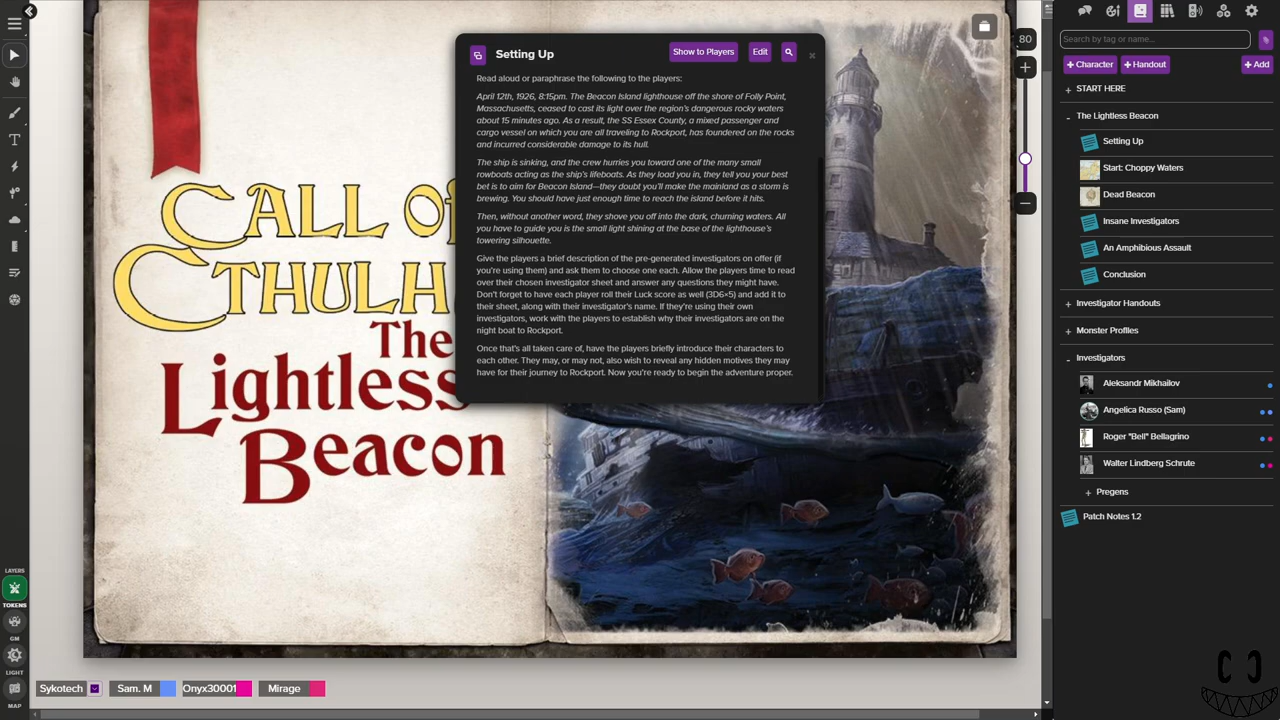 80
Setting Up
Show to Players
Edit
Read aloud or paraphrase the following to the players:
April 12th, 1926, 8:15pm. The Beacon Island lighthouse off the shore of Folly Point,
Massachusetts, ceased to cast its light over the region's dangerous rocky waters
about 15 minutes ago. As a result, the SS Essex County, a mixed passenger and
cargo vessel on which you are all traveling to Rockport, has foundered on the rocks
and incurred considerable damage to its hull.
The ship is sinking, and the crew hurries you toward one of the many small
rowboats acting as the ship's lifeboats. As they load you in, they tell you your best
bet is to aim for Beacon Island—they doubt you'll make the mainland as a storm is
brewing. You should have just enough time to reach the island before it hits.
Then, without another word, they shove you off into the dark, churning waters. All
you have to guide you is the small light shining at the base of the lighthouse's
towering silhouette.
Give the players a brief description of the pre-generated investigators on offer (if
you're using them) and ask them to choose one each. Allow the players time to read
over their chosen investigator sheet and answer any questions they might have.
Don't forget to have each player roll their Luck score as well (3D6×5) and add it to
their sheet, along with their investigator's name. If they're using their own
investigators, work with the players to establish why their investigators are on the
night boat to Rockport.
Once that's all taken care of, have the players briefly introduce their characters to
each other. They may, or may not, also wish to reveal any hidden motives they may
have for their journey to Rockport. Now you're ready to begin the adventure proper.
CALL of
CTHULH
The
Lightless
Beacon
LAYERS
TOKENS
GM
LIGHT
MAP
Sykotech
Sam. M
Onyx30001
Mirage
Search by tag or name...
+ Character
+ Handout
+ Add
+ START HERE
- The Lightless Beacon
Setting Up
Start: Choppy Waters
Dead Beacon
Insane Investigators
An Amphibious Assault
Conclusion
+ Investigator Handouts
+ Monster Profiles
- Investigators
Aleksandr Mikhailov
Angelica Russo (Sam)
Roger "Bell" Bellagrino
Walter Lindberg Schrute
+ Pregens
Patch Notes 1.2